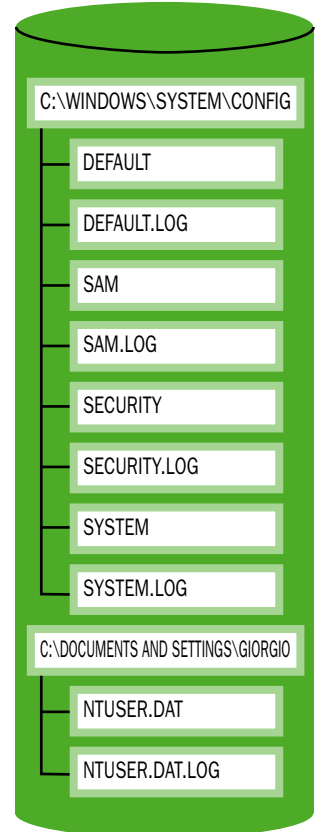 C:\WINDOWS\SYSTEM\CONFIG
DEFAULT
DEFAULT.LOG
SAM
SAM.LOG
SECURITY
SECURITY.LOG
SYSTEM
SYSTEM.LOG
C:\DOCUMENTS AND SETTINGS\GIORGIO
NTUSER.DAT
NTUSER.DAT.LOG